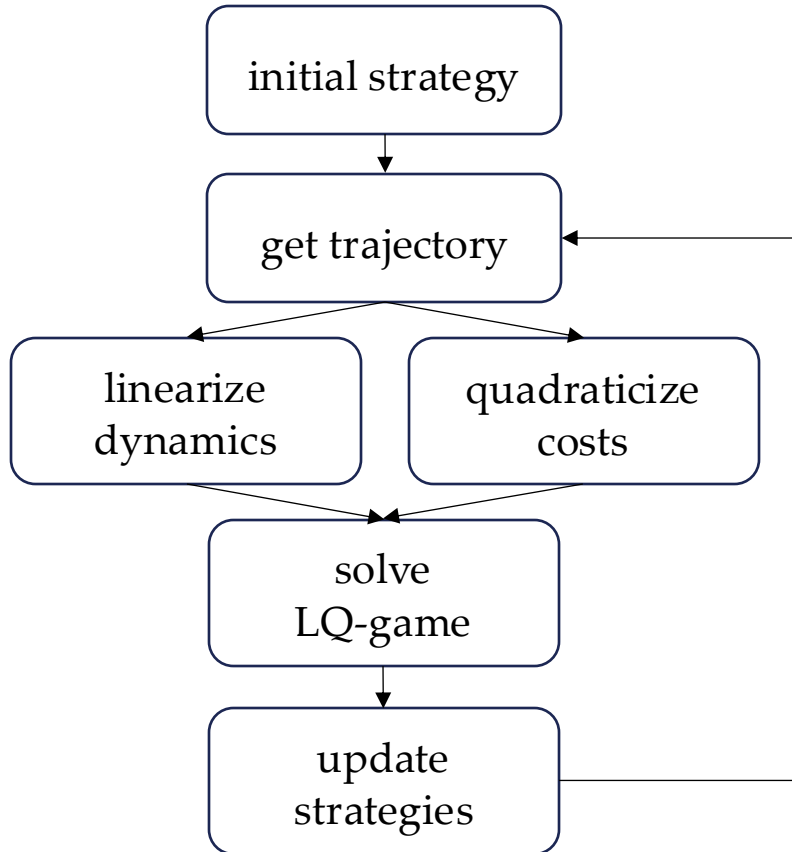 initial strategy
get trajectory
linearize
dynamics
quadraticize
costs
solve
LQ-game
update
strategies